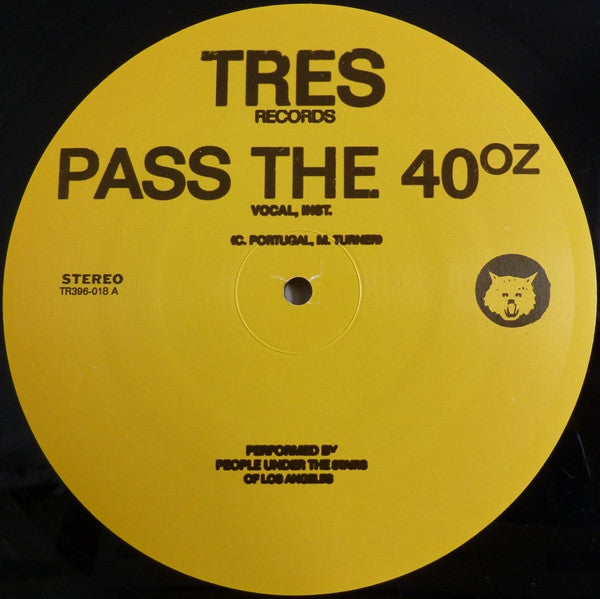 TRES
RECORDS
PASS THE 40OZ
VOCAL, INST.
(C. PORTUGAL, M. TURNER)
STEREO
TR396-018 A
PERFORMED BY
PEOPLE UNDER THE STAIRS
OF LOS ANGELES